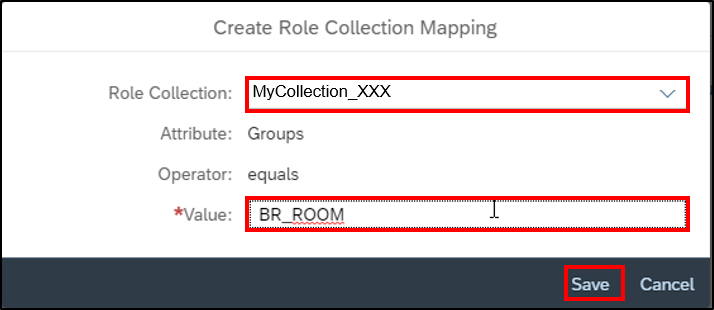 Create Role Collection Mapping
Role Collection: MyCollection_XXX
Attribute: Groups
Operator: equals
*Value: BR_ROOM
Save Cancel